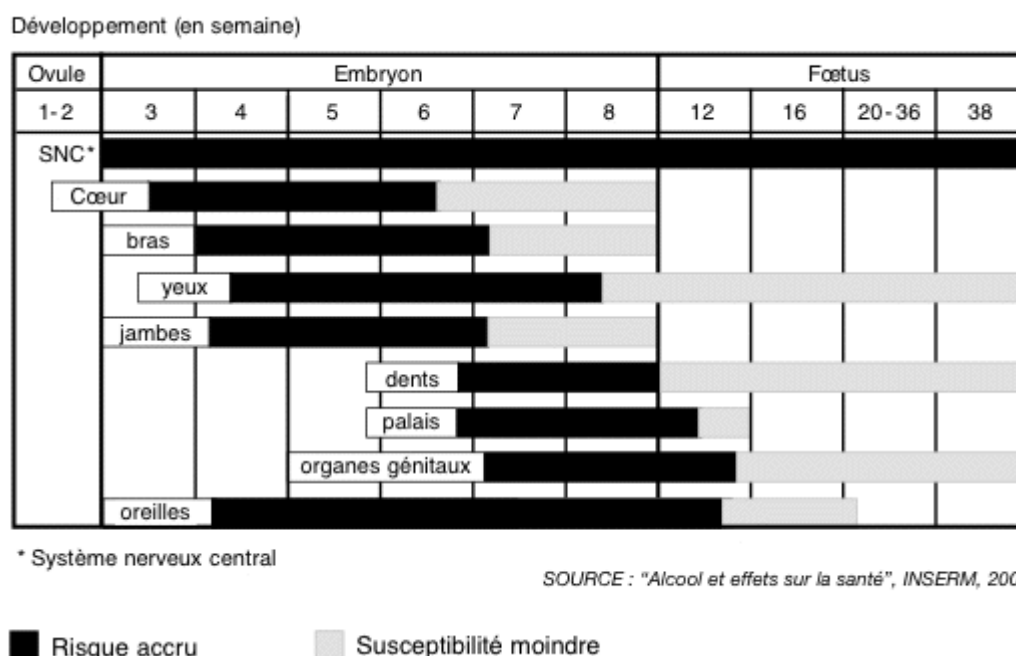 Développement (en semaine)
Ovule Embryon Fœtus
1-2 3 4 5 6 7 8 12 16 20-36 38
SNC*
Cœur
bras
yeux
jambes
dents
palais
organes génitaux
oreilles
* Système nerveux central
SOURCE : "Alcool et effets sur la santé", INSERM, 200
Risque accru Susceptibilité moindre